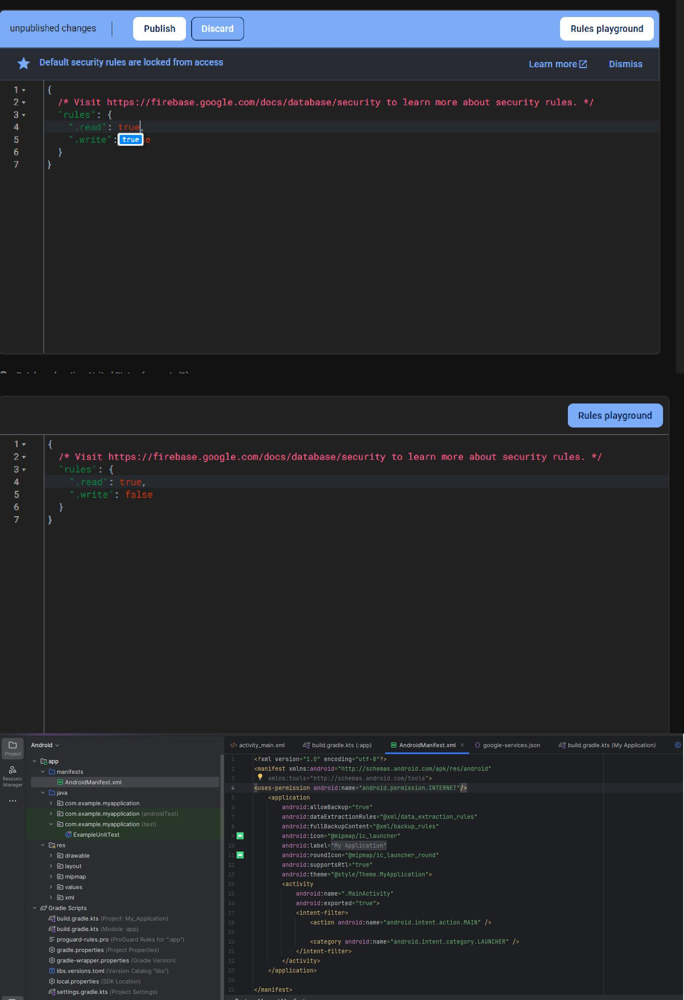 unpublished changes Publish Discard Rules playground
Default security rules are locked from access Learn more Dismiss
1 {
2 /* Visit https://firebase.google.com/docs/database/security to learn more about security rules. */
3 "rules": {
4 ".read": true,
5 ".write": true
6 }
7 }
Rules playground
1 {
2 /* Visit https://firebase.google.com/docs/database/security to learn more about security rules. */
3 "rules": {
4 ".read": true,
5 ".write": false
6 }
7 }
Project
Resource
Manager
Android
app
manifests
AndroidManifest.xml
java
com.example.myapplication
com.example.myapplication (androidTest)
com.example.myapplication (test)
ExampleUnitTest
res
drawable
layout
mipmap
values
xml
Gradle Scripts
build.gradle.kts (Project: My_Application)
build.gradle.kts (Module :app)
proguard-rules.pro (ProGuard Rules for ":app")
gradle.properties (Project Properties)
gradle-wrapper.properties (Gradle Version)
libs.versions.toml (Version Catalog "libs")
local.properties (SDK Location)
settings.gradle.kts (Project Settings)
activity_main.xml build.gradle.kts (:app) AndroidManifest.xml google-services.json build.gradle.kts (My Application)
1 <?xml version="1.0" encoding="utf-8"?>
2 <manifest xmlns:android="http://schemas.android.com/apk/res/android"
3 xmlns:tools="http://schemas.android.com/tools">
4 <uses-permission android:name="android.permission.INTERNET"/>
5 <application
6 android:allowBackup="true"
7 android:dataExtractionRules="@xml/data_extraction_rules"
8 android:fullBackupContent="@xml/backup_rules"
9 android:icon="@mipmap/ic_launcher"
10 android:label="My Application"
11 android:roundIcon="@mipmap/ic_launcher_round"
12 android:supportsRtl="true"
13 android:theme="@style/Theme.MyApplication">
14 <activity
15 android:name=".MainActivity"
16 android:exported="true">
17 <intent-filter>
18 <action android:name="android.intent.action.MAIN" />
19
20 <category android:name="android.intent.category.LAUNCHER" />
21 </intent-filter>
22 </activity>
23 </application>
24
25 </manifest>